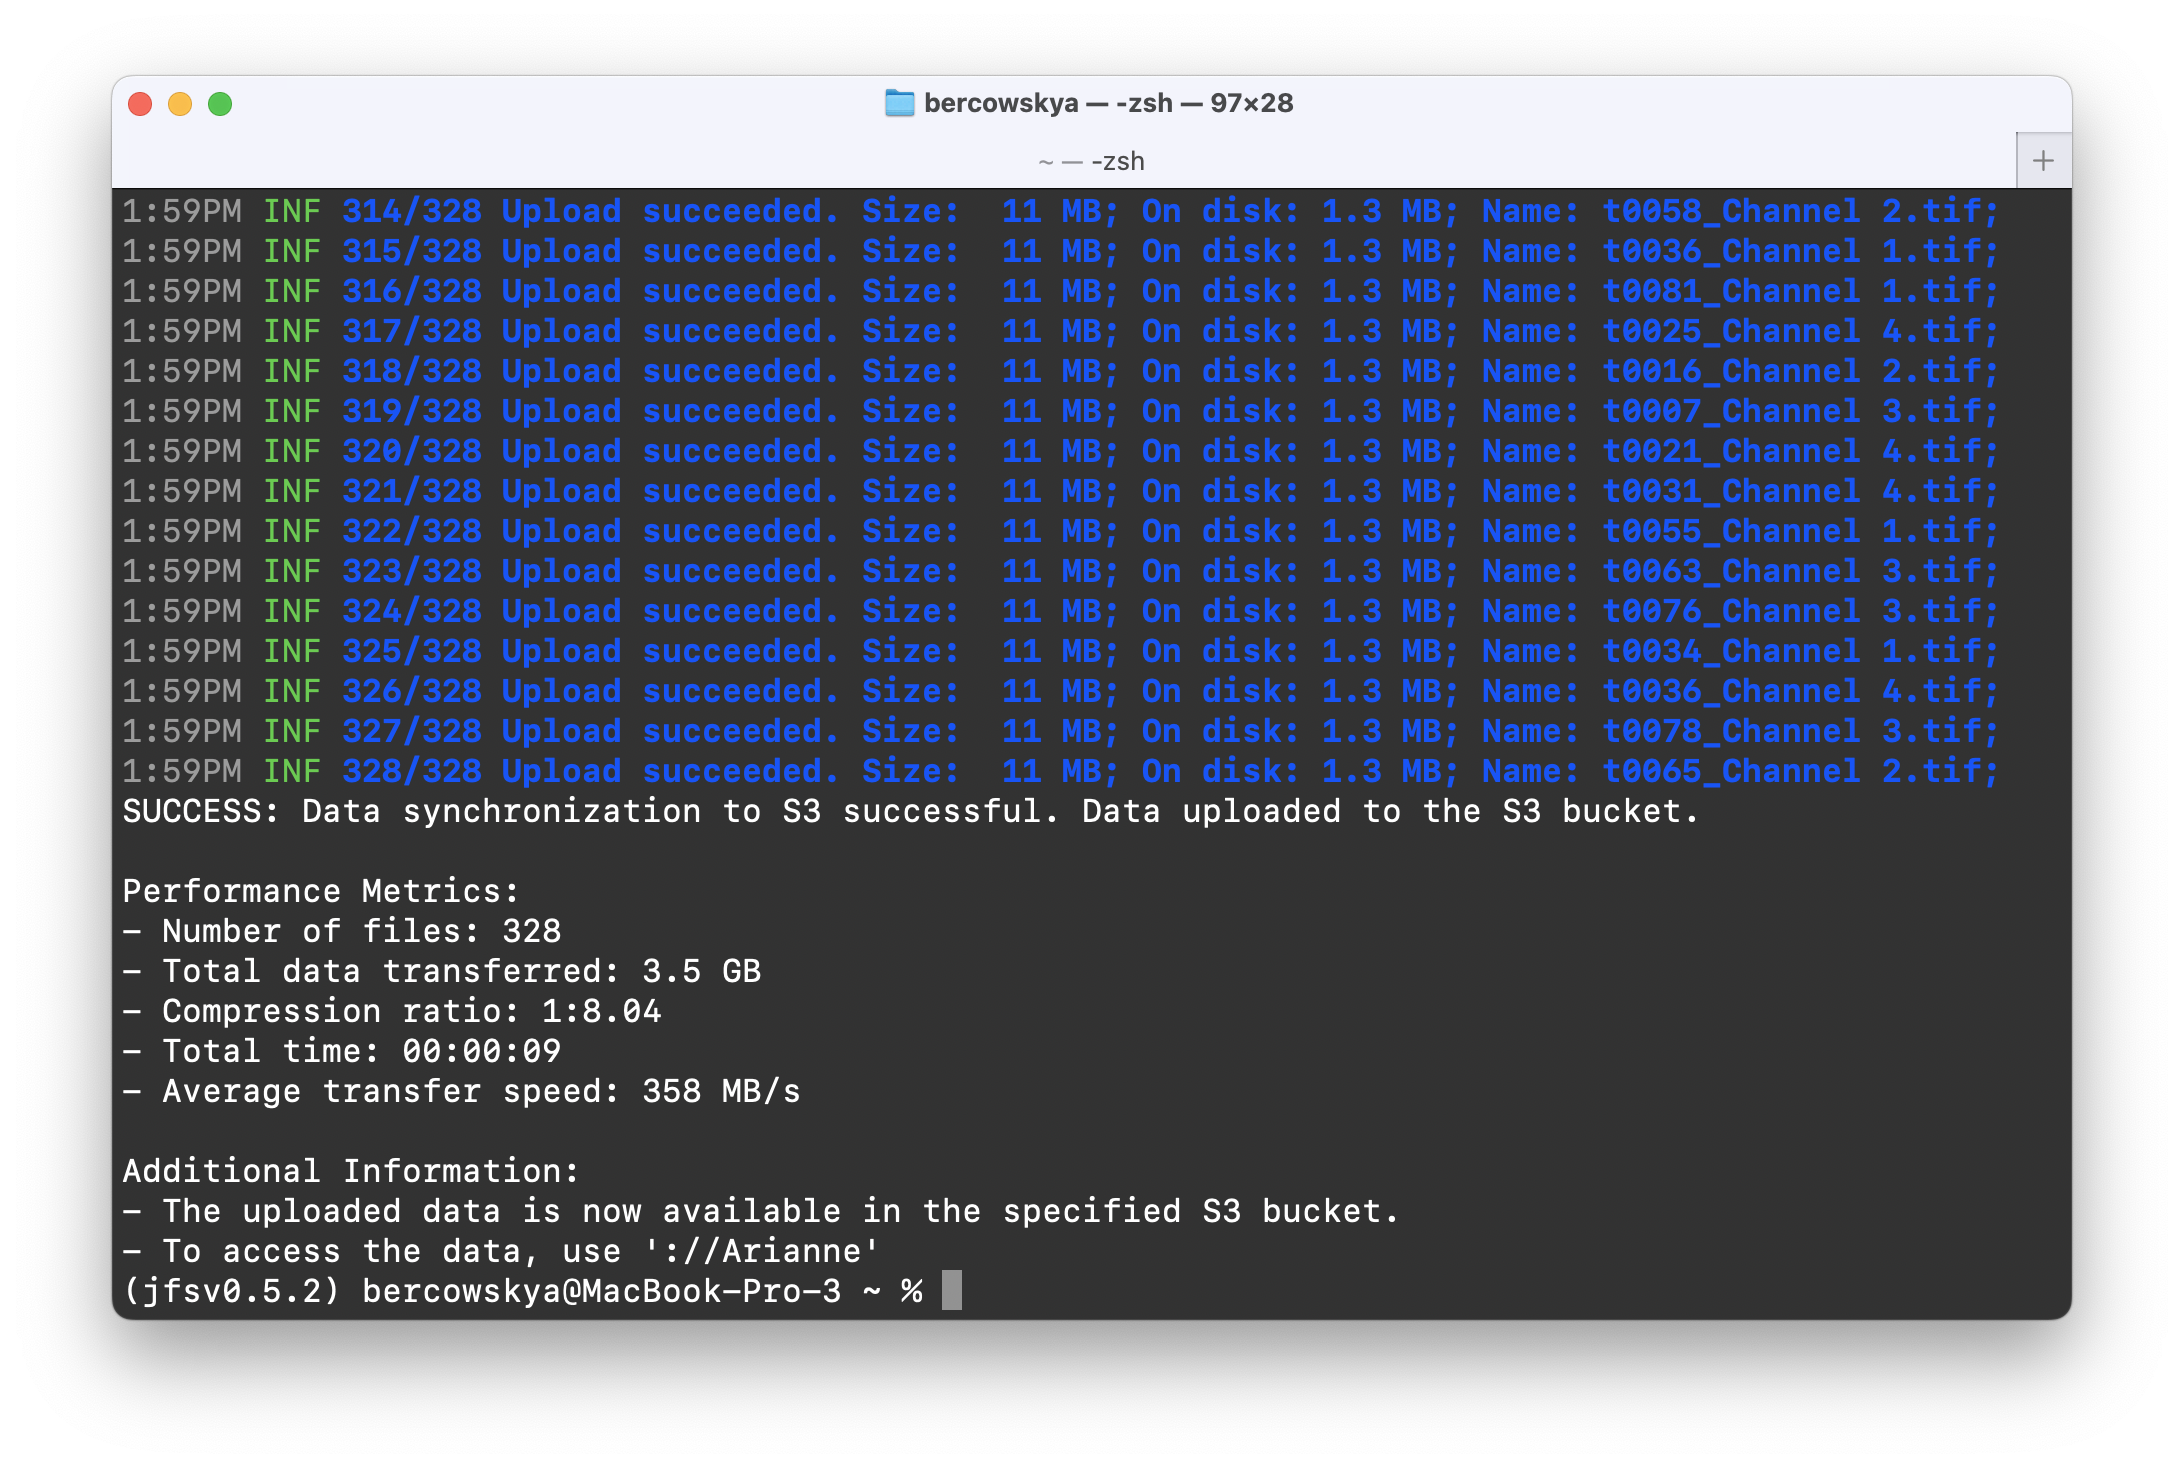 bercowskya — -zsh — 97×28
~ — -zsh
1:59PM INF 314/328 Upload succeeded. Size:  11 MB; On disk: 1.3 MB; Name: t0058_Channel 2.tif;
1:59PM INF 315/328 Upload succeeded. Size:  11 MB; On disk: 1.3 MB; Name: t0036_Channel 1.tif;
1:59PM INF 316/328 Upload succeeded. Size:  11 MB; On disk: 1.3 MB; Name: t0081_Channel 1.tif;
1:59PM INF 317/328 Upload succeeded. Size:  11 MB; On disk: 1.3 MB; Name: t0025_Channel 4.tif;
1:59PM INF 318/328 Upload succeeded. Size:  11 MB; On disk: 1.3 MB; Name: t0016_Channel 2.tif;
1:59PM INF 319/328 Upload succeeded. Size:  11 MB; On disk: 1.3 MB; Name: t0007_Channel 3.tif;
1:59PM INF 320/328 Upload succeeded. Size:  11 MB; On disk: 1.3 MB; Name: t0021_Channel 4.tif;
1:59PM INF 321/328 Upload succeeded. Size:  11 MB; On disk: 1.3 MB; Name: t0031_Channel 4.tif;
1:59PM INF 322/328 Upload succeeded. Size:  11 MB; On disk: 1.3 MB; Name: t0055_Channel 1.tif;
1:59PM INF 323/328 Upload succeeded. Size:  11 MB; On disk: 1.3 MB; Name: t0063_Channel 3.tif;
1:59PM INF 324/328 Upload succeeded. Size:  11 MB; On disk: 1.3 MB; Name: t0076_Channel 3.tif;
1:59PM INF 325/328 Upload succeeded. Size:  11 MB; On disk: 1.3 MB; Name: t0034_Channel 1.tif;
1:59PM INF 326/328 Upload succeeded. Size:  11 MB; On disk: 1.3 MB; Name: t0036_Channel 4.tif;
1:59PM INF 327/328 Upload succeeded. Size:  11 MB; On disk: 1.3 MB; Name: t0078_Channel 3.tif;
1:59PM INF 328/328 Upload succeeded. Size:  11 MB; On disk: 1.3 MB; Name: t0065_Channel 2.tif;
SUCCESS: Data synchronization to S3 successful. Data uploaded to the S3 bucket.
Performance Metrics:
– Number of files: 328
– Total data transferred: 3.5 GB
– Compression ratio: 1:8.04
– Total time: 00:00:09
– Average transfer speed: 358 MB/s
Additional Information:
– The uploaded data is now available in the specified S3 bucket.
– To access the data, use '://Arianne'
(jfsv0.5.2) bercowskya@MacBook-Pro-3 ~ %